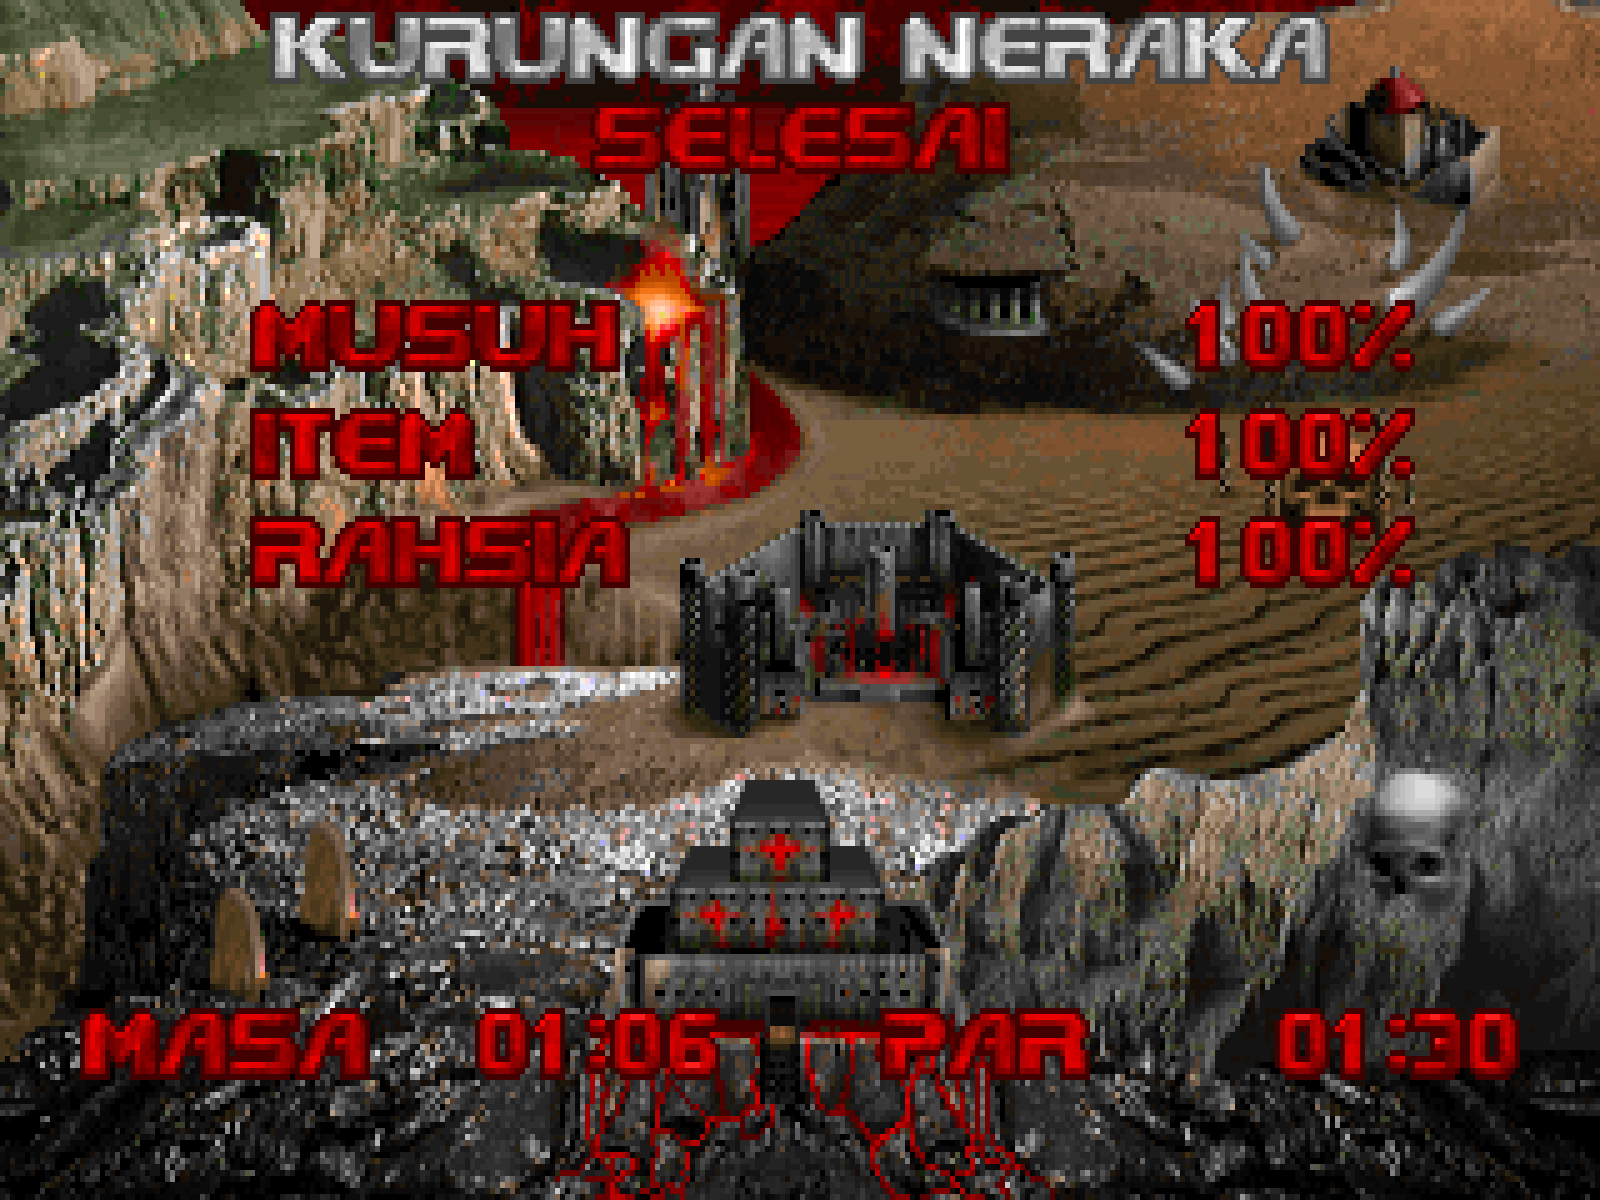 KURUNGAN NERAKA
SELESAI
MUSUH 100%
ITEM 100%
RAHSIA 100%
MASA 01:06 PAR 01:30